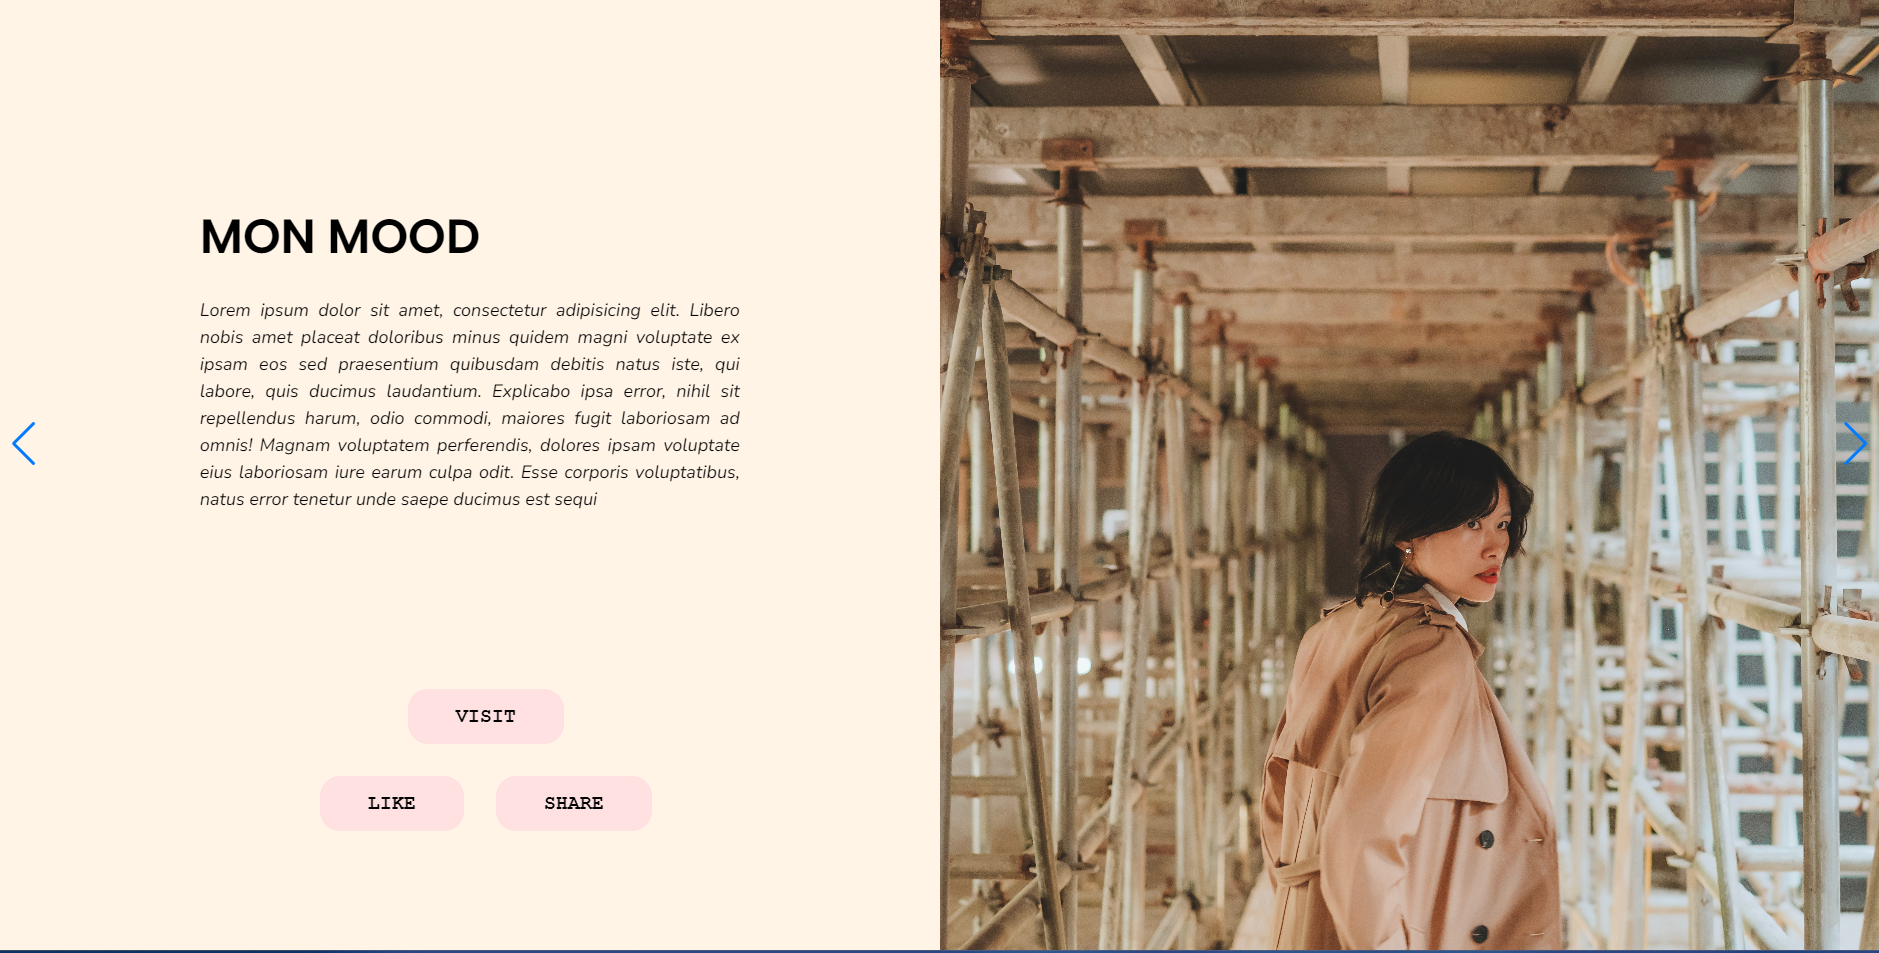 MON MOOD
Lorem ipsum dolor sit amet, consectetur adipisicing elit. Libero
nobis amet placeat doloribus minus quidem magni voluptate ex
ipsam eos sed praesentium quibusdam debitis natus iste, qui
labore, quis ducimus laudantium. Explicabo ipsa error, nihil sit
repellendus harum, odio commodi, maiores fugit laboriosam ad
omnis! Magnam voluptatem perferendis, dolores ipsam voluptate
eius laboriosam iure earum culpa odit. Esse corporis voluptatibus,
natus error tenetur unde saepe ducimus est sequi
VISIT
LIKE
SHARE